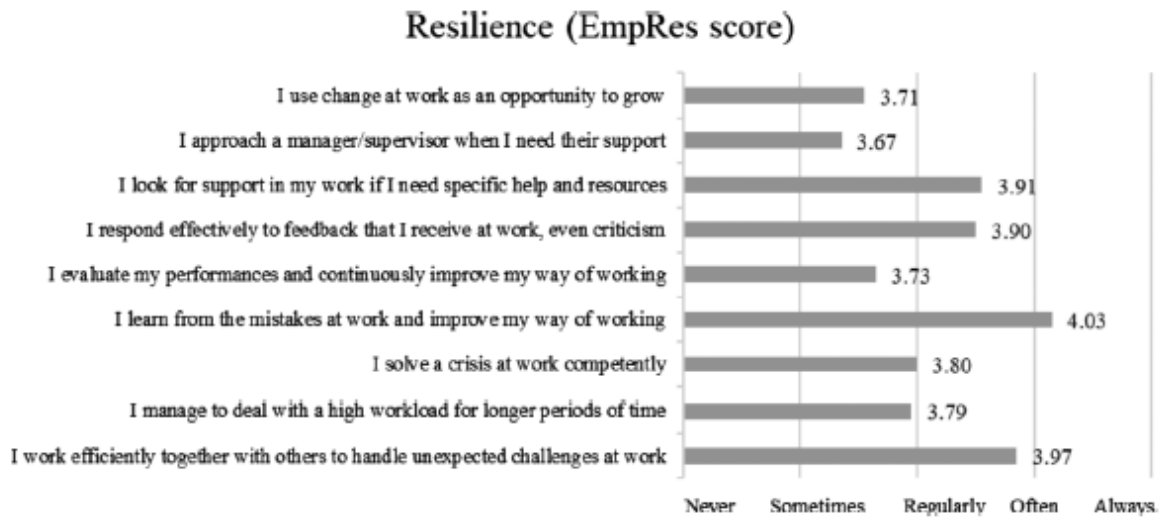 Resilience (EmpRes score)
I use change at work as an opportunity to grow 3.71
I approach a manager/supervisor when I need their support 3.67
I look for support in my work if I need specific help and resources 3.91
I respond effectively to feedback that I receive at work, even criticism 3.90
I evaluate my performances and continuously improve my way of working 3.73
I learn from the mistakes at work and improve my way of working 4.03
I solve a crisis at work competently 3.80
I manage to deal with a high workload for longer periods of time 3.79
I work efficiently together with others to handle unexpected challenges at work 3.97
Never Sometimes Regularly Often Always.